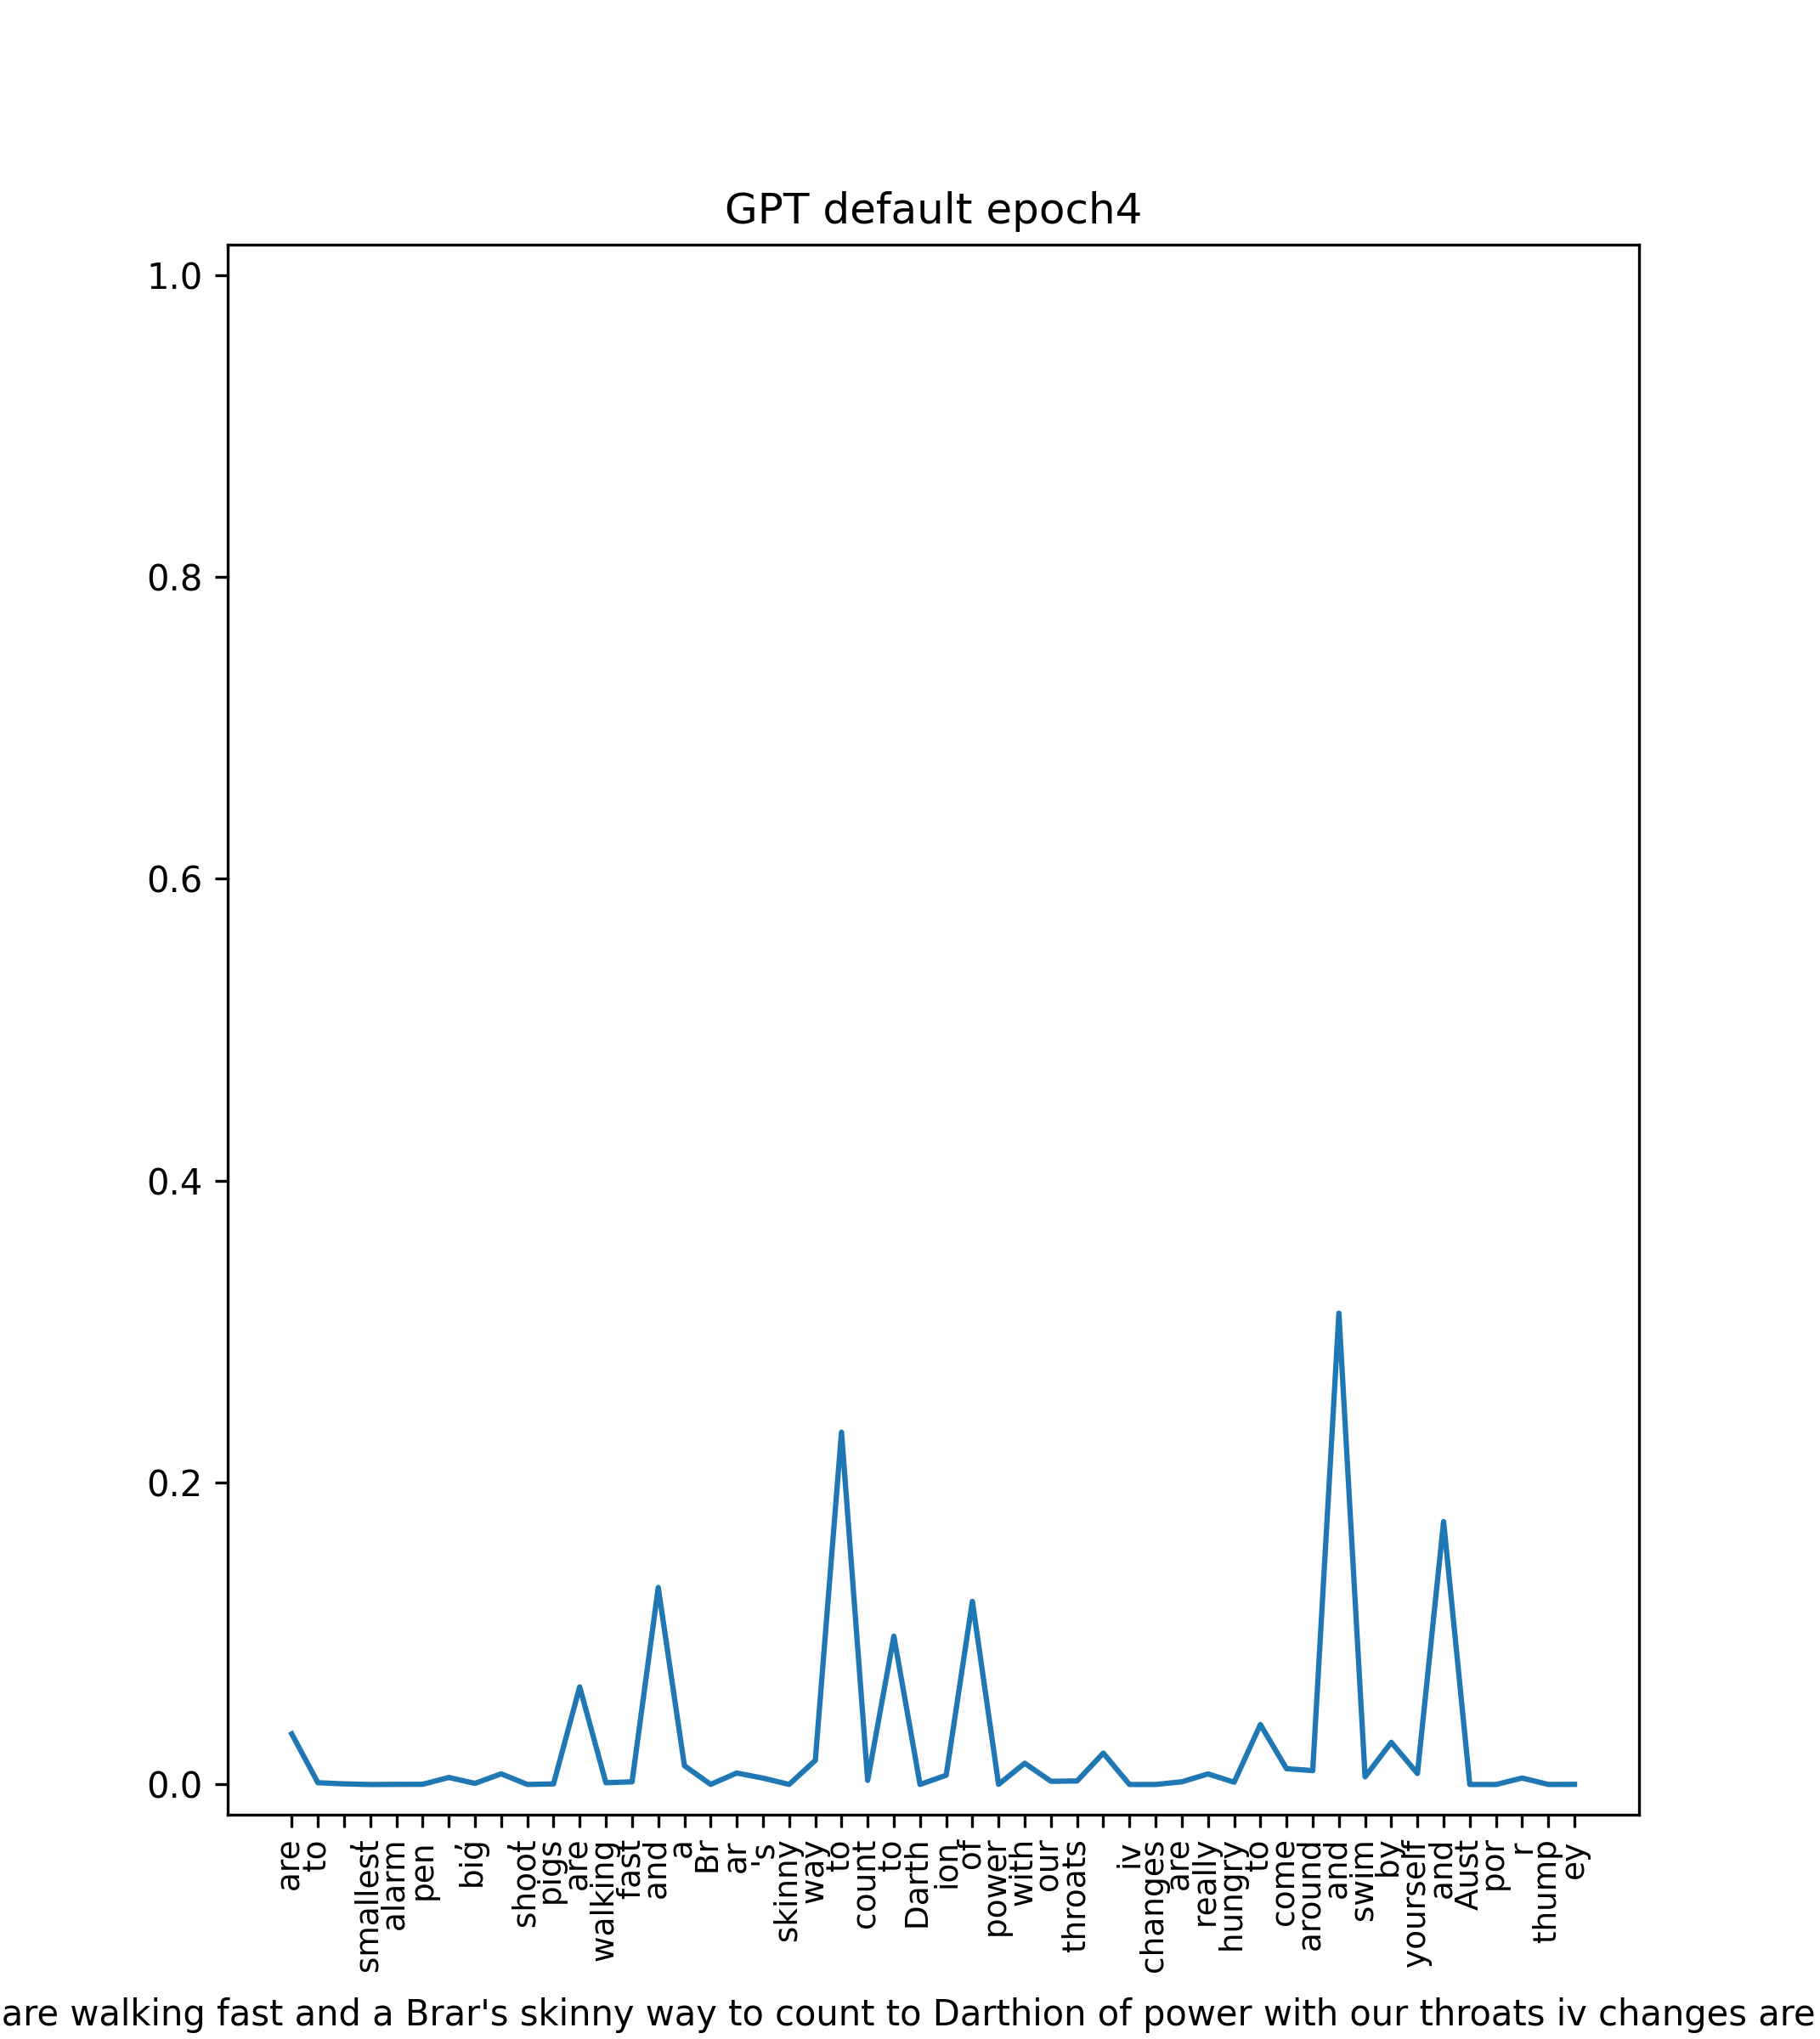 GPT default epoch4
1.0
0.8
0.6
0.4
0.2
0.0
are
to
’
smallest
alarm
pen
big
’
shoot
’
pigs
are
walking
fast
and
a
Br
ar
's
skinny
way
to
count
to
Darth
ion
of
power
with
our
throats
iv
changes
are
really
hungry
to
come
around
and
swim
by
yourself
and
Aust
por
r
thump
ey
are walking fast and a Brar's skinny way to count to Darthion of power with our throats iv changes are